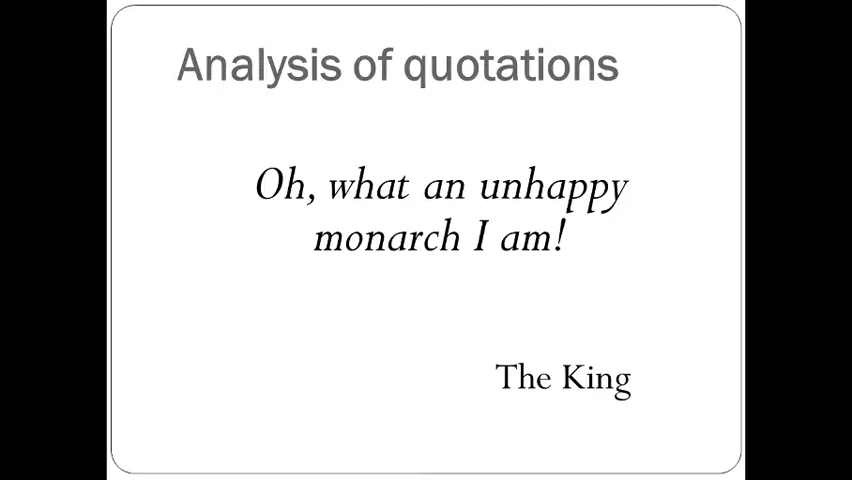 Analysis of quotations
Oh, what an unhappy
monarch I am!
The King